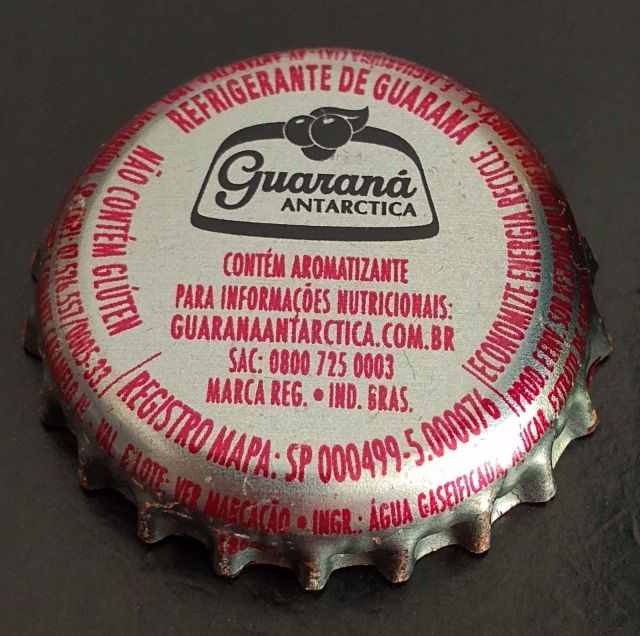 REFRIGERANTE DE GUARANÁ
Guaraná
ANTARCTICA
CONTÉM AROMATIZANTE
PARA INFORMAÇÕES NUTRICIONAIS:
GUARANAANTARCTICA.COM.BR
SAC: 0800 725 0003
MARCA REG. • IND. BRAS.
NÃO CONTÉM GLÚTEN
REGISTRO MAPA: SP 000499-5.000076
ECONOMIZE ENERGIA, RECICLE.
VAL. E LOTE: VER MARCAÇÃO • INGR.: ÁGUA GASEIFICADA, AÇÚCAR, EXTRATO